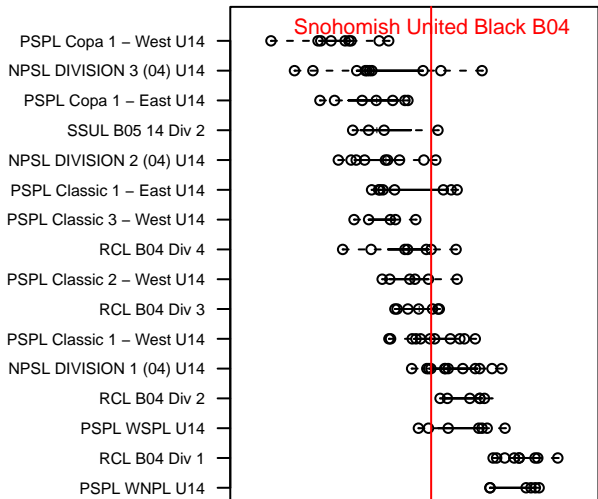 Snohomish United Black B04
PSPL Copa 1 − West U14
NPSL DIVISION 3 (04) U14
PSPL Copa 1 − East U14
SSUL B05 14 Div 2
NPSL DIVISION 2 (04) U14
PSPL Classic 1 − East U14
PSPL Classic 3 − West U14
RCL B04 Div 4
PSPL Classic 2 − West U14
RCL B04 Div 3
PSPL Classic 1 − West U14
NPSL DIVISION 1 (04) U14
RCL B04 Div 2
PSPL WSPL U14
RCL B04 Div 1
PSPL WNPL U14